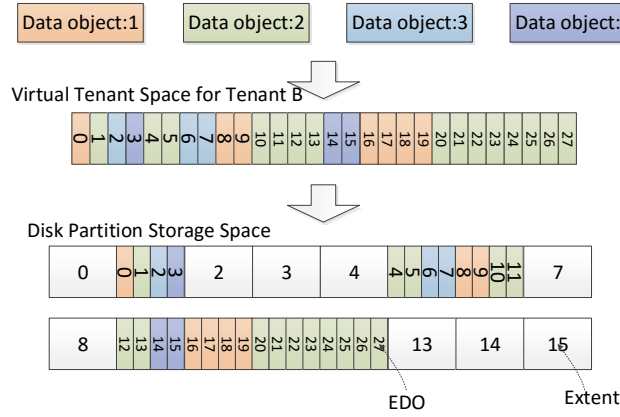 Data object:1 Data object:2 Data object:3 Data object:
Virtual Tenant Space for Tenant B
0 1 2 3 4 5 6 7 8 9 10 11 12 13 14 15 16 17 18 19 20 21 22 23 24 25 26 27
Disk Partition Storage Space
0 0 1 2 3 2 3 4 4 5 6 7 8 9 10 11 7
8 12 13 14 15 16 17 18 19 20 21 22 23 24 25 26 27 13 14 15
EDO Extent